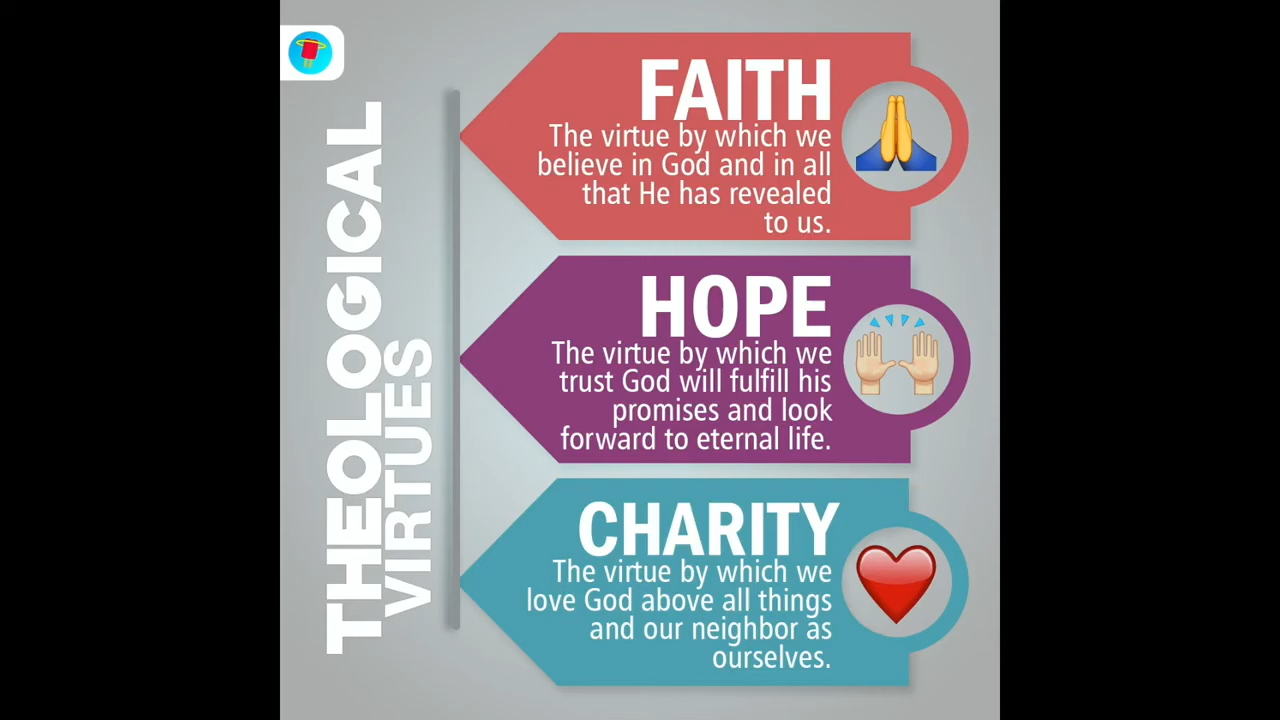 THEOLOGICAL
VIRTUES
FAITH
The virtue by which we
believe in God and in all
that He has revealed
to us.
HOPE
The virtue by which we
trust God will fulfill his
promises and look
forward to eternal life.
CHARITY
The virtue by which we
love God above all things
and our neighbor as
ourselves.